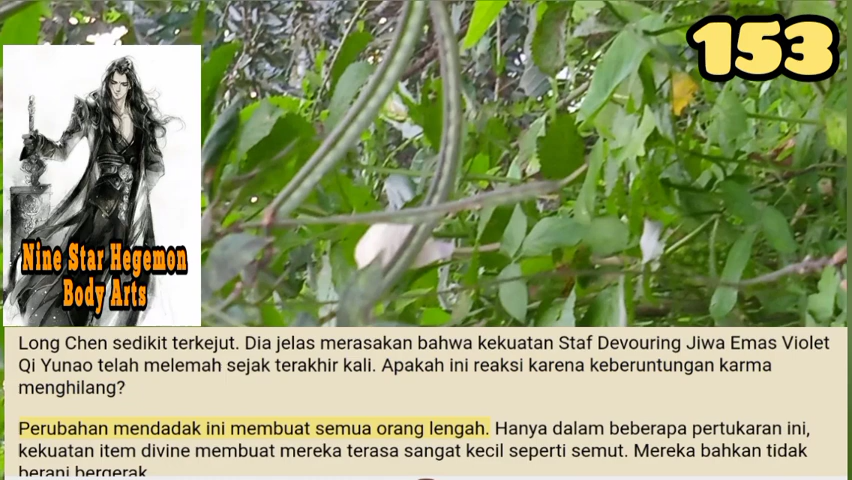 153
Nine Star Hegemon
Body Arts
Long Chen sedikit terkejut. Dia jelas merasakan bahwa kekuatan Staf Devouring Jiwa Emas Violet
Qi Yunao telah melemah sejak terakhir kali. Apakah ini reaksi karena keberuntungan karma
menghilang?
Perubahan mendadak ini membuat semua orang lengah. Hanya dalam beberapa pertukaran ini,
kekuatan item divine membuat mereka terasa sangat kecil seperti semut. Mereka bahkan tidak
berani bergerak